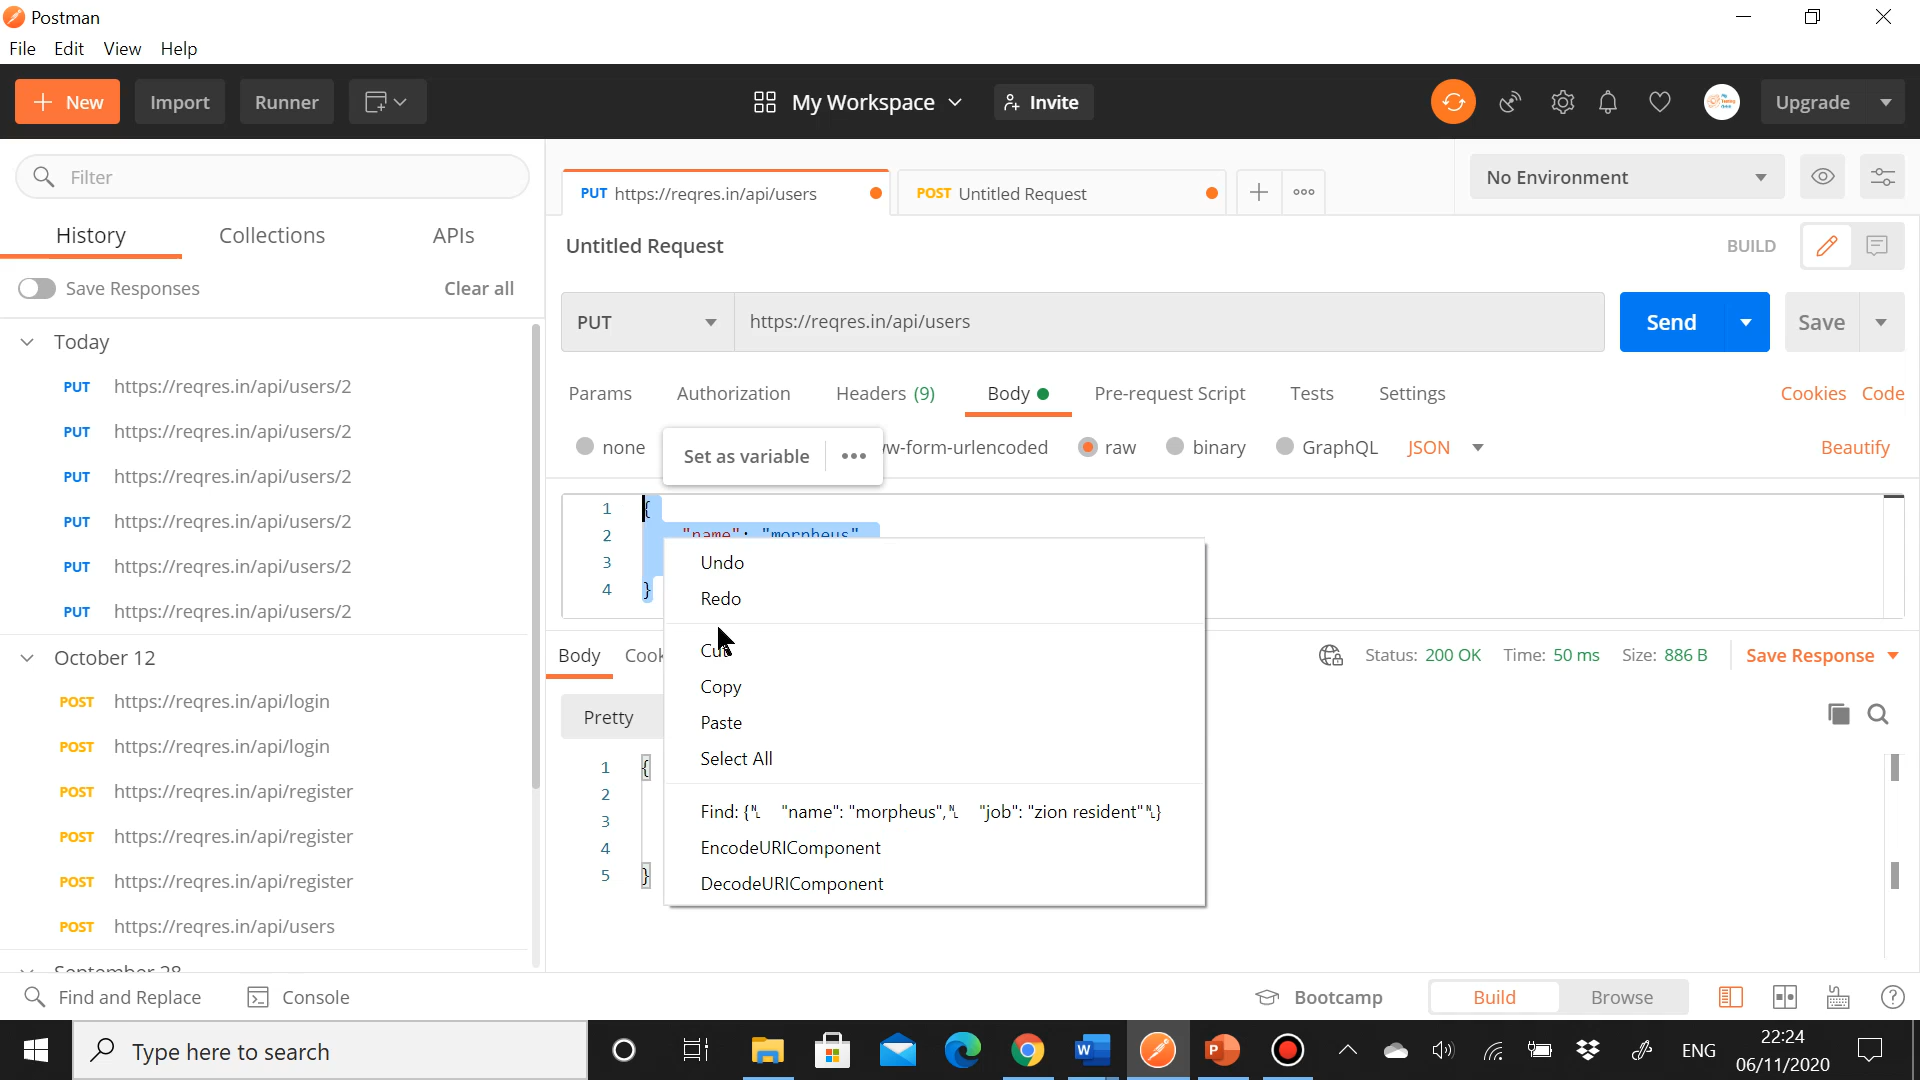 Postman
File Edit View Help
New Import Runner My Workspace Invite Upgrade
Filter
History Collections APIs
Save Responses Clear all
Today
PUT https://reqres.in/api/users/2
PUT https://reqres.in/api/users/2
PUT https://reqres.in/api/users/2
PUT https://reqres.in/api/users/2
PUT https://reqres.in/api/users/2
PUT https://reqres.in/api/users/2
October 12
POST https://reqres.in/api/login
POST https://reqres.in/api/login
POST https://reqres.in/api/register
POST https://reqres.in/api/register
POST https://reqres.in/api/register
POST https://reqres.in/api/users
September 28
PUT https://reqres.in/api/users POST Untitled Request No Environment
Untitled Request BUILD
PUT https://reqres.in/api/users Send Save
Params Authorization Headers (9) Body Pre-request Script Tests Settings Cookies Code
none w-form-urlencoded raw binary GraphQL JSON Beautify
Set as variable
1 {
2 "name": "morpheus"
3
4 }
Undo
Redo
Cut
Copy
Paste
Select All
Find: {␤ "name": "morpheus",␤ "job": "zion resident"␤}
EncodeURIComponent
DecodeURIComponent
Body Cook Status: 200 OK Time: 50 ms Size: 886 B Save Response
Pretty
1 {
2
3
4
5 }
Find and Replace Console Bootcamp Build Browse
Type here to search ENG 22:24
06/11/2020